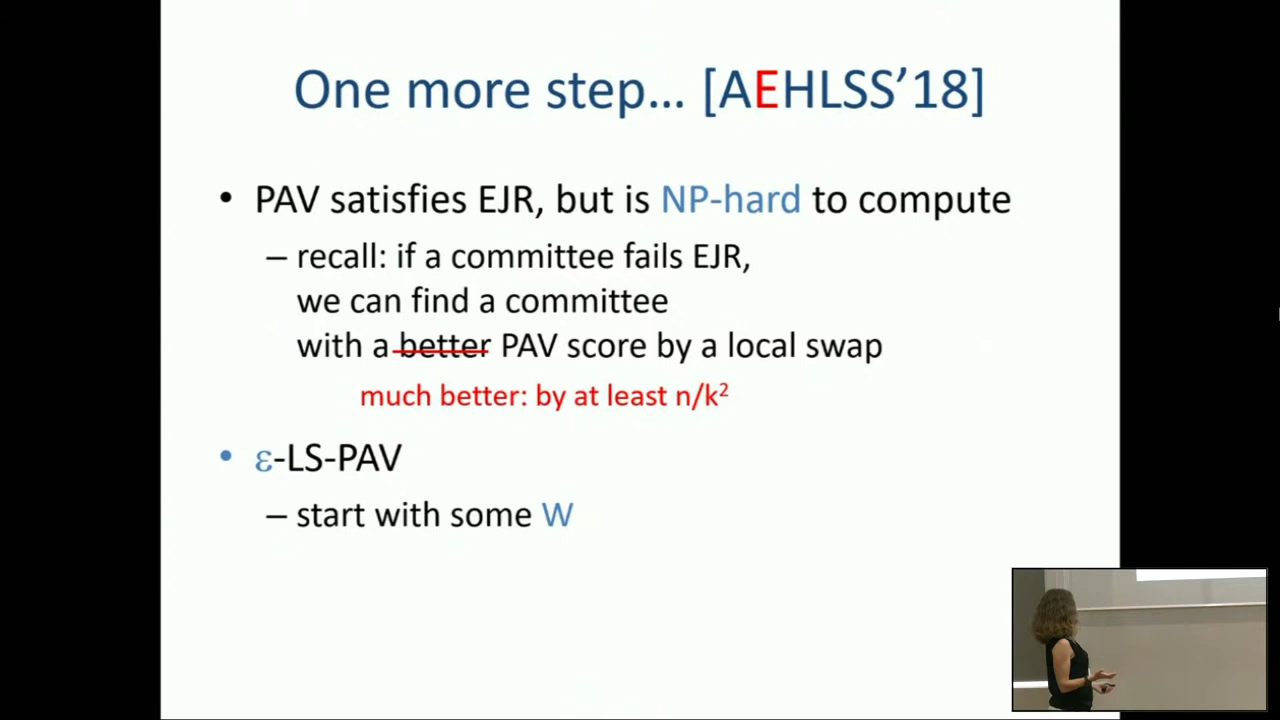 One more step... [AEHLSS'18]
• PAV satisfies EJR, but is NP-hard to compute
– recall: if a committee fails EJR,
we can find a committee
with a better PAV score by a local swap
much better: by at least n/k²
• ε-LS-PAV
– start with some W